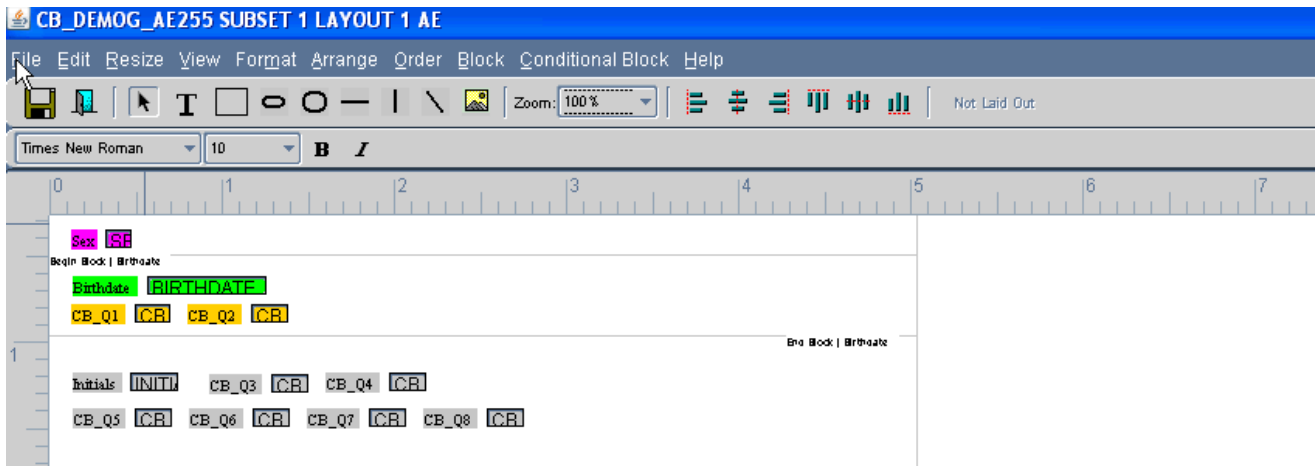 CB_DEMOG_AE255 SUBSET 1 LAYOUT 1 AE
File Edit Resize View Format Arrange Order Block Conditional Block Help
T Zoom: 100% Not Laid Out
Times New Roman 10 B I
0 1 2 3 4 5 6 7
Sex SE
Begin Block | Birthdate
Birthdate BIRTHDATE
CB_Q1 CB CB_Q2 CB
End Block | Birthdate
1
Initials INITI CB_Q3 CB CB_Q4 CB
CB_Q5 CB CB_Q6 CB CB_Q7 CB CB_Q8 CB